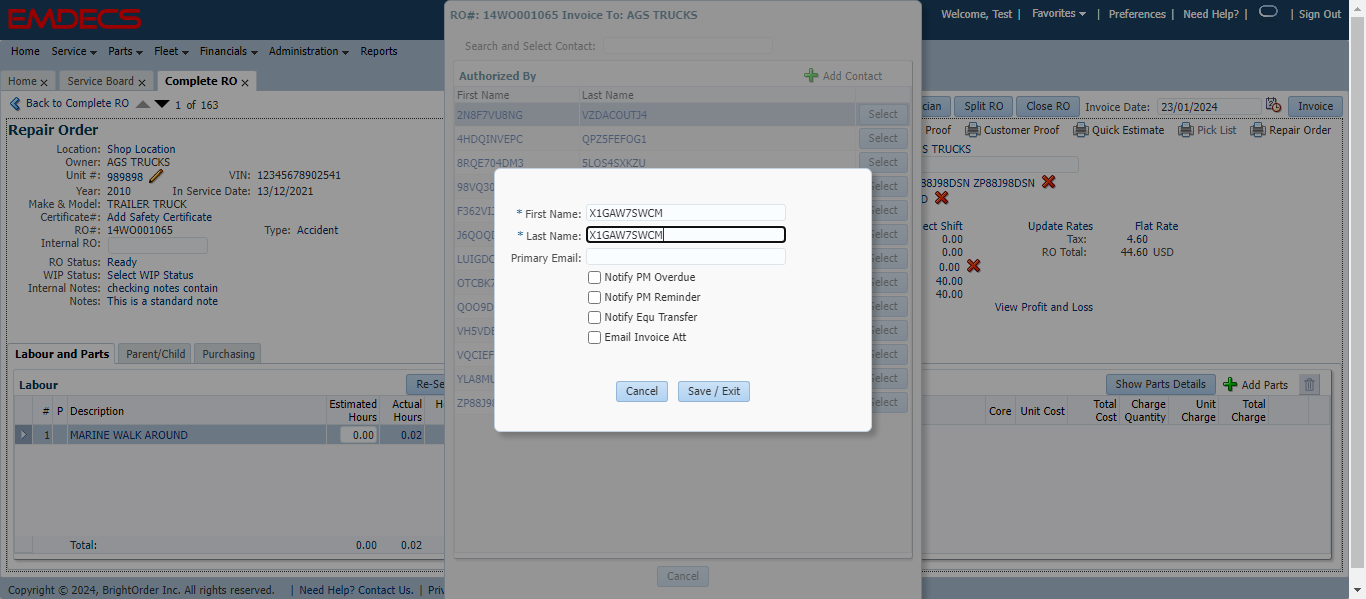 EMDECS
Welcome, Test | Favorites | Preferences | Need Help? | Sign Out
Home Service Parts Fleet Financials Administration Reports
Home x Service Board x Complete RO x
Back to Complete RO 1 of 163
Repair Order
Location: Shop Location
Owner: AGS TRUCKS
Unit #: 989898 VIN: 12345678902541
Year: 2010 In Service Date: 13/12/2021
Make & Model: TRAILER TRUCK
Certificate#: Add Safety Certificate
RO#: 14WO001065 Type: Accident
Internal RO:
RO Status: Ready
WIP Status: Select WIP Status
Internal Notes: checking notes contain
Notes: This is a standard note
Labour and Parts Parent/Child Purchasing
Labour Re-Se
# P Description Estimated Hours Actual Hours
1 MARINE WALK AROUND 0.00 0.02
Total: 0.00 0.02
RO#: 14WO001065 Invoice To: AGS TRUCKS
Search and Select Contact:
Authorized By Add Contact
First Name Last Name
2N8F7VU8NG VZDACOUTJ4 Select
4HDQINVEPC QPZ5FEFOG1 Select
8RQE704DM3 5LOS4SXKZU Select
98VQ30 Select
F362VI Select
J6QOQD Select
LUIGDC Select
OTCBK7 Select
QOO9D Select
VH5VDE Select
VQCIEF Select
YLA8MU Select
ZP88J98 Select
Cancel
* First Name: X1GAW7SWCM
* Last Name: X1GAW7SWCM
Primary Email:
Notify PM Overdue
Notify PM Reminder
Notify Equ Transfer
Email Invoice Att
Cancel Save / Exit
cian Split RO Close RO Invoice Date: 23/01/2024 Invoice
Proof Customer Proof Quick Estimate Pick List Repair Order
S TRUCKS
88J98DSN ZP88J98DSN
ect Shift Update Rates Flat Rate
0.00 Tax: 4.60
0.00 RO Total: 44.60 USD
0.00
40.00
40.00
View Profit and Loss
Show Parts Details Add Parts
Core Unit Cost Total Cost Charge Quantity Unit Charge Total Charge
Copyright © 2024, BrightOrder Inc. All rights reserved. | Need Help? Contact Us. | Priv